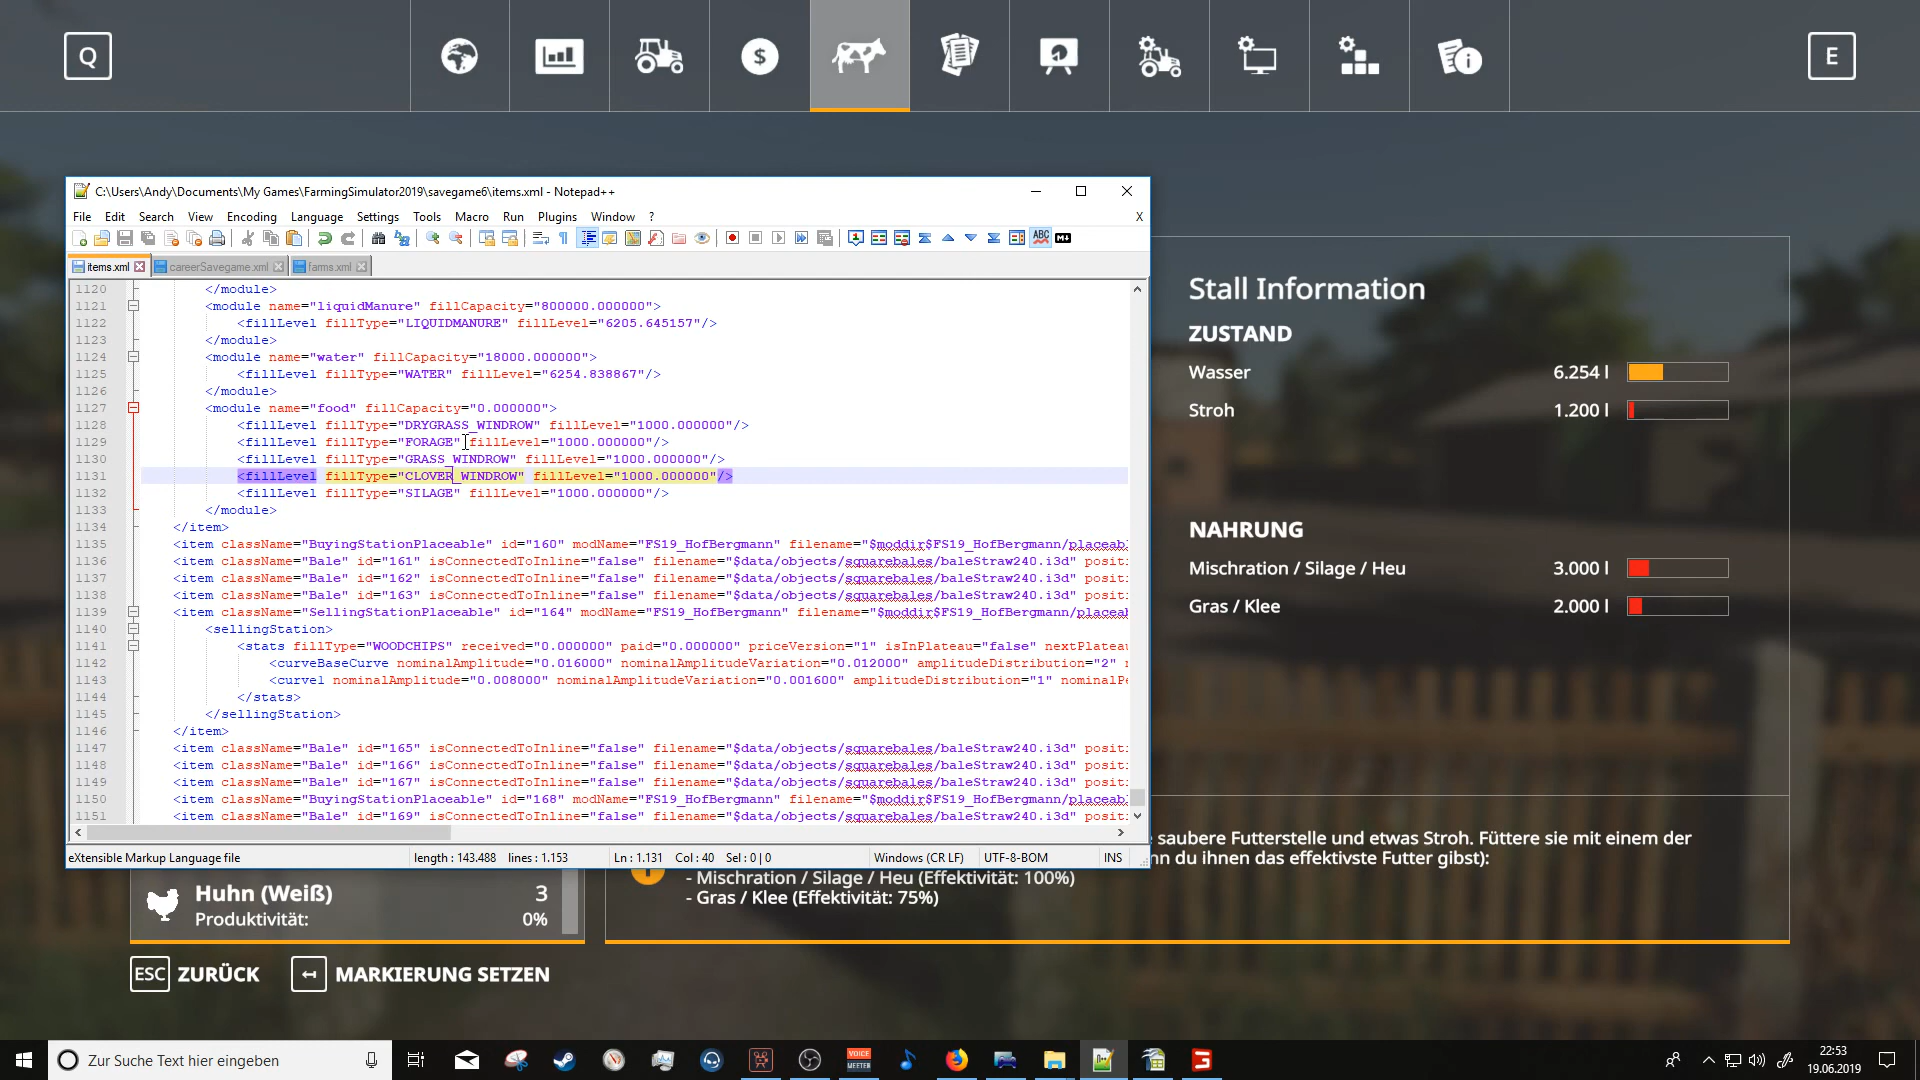 Q
E
C:\Users\Andy\Documents\My Games\FarmingSimulator2019\savegame6\items.xml - Notepad++
File Edit Search View Encoding Language Settings Tools Macro Run Plugins Window ? X
items.xml careerSavegame.xml farms.xml
1120 </module>
1121 <module name="liquidManure" fillCapacity="800000.000000">
1122 <fillLevel fillType="LIQUIDMANURE" fillLevel="6205.645157"/>
1123 </module>
1124 <module name="water" fillCapacity="18000.000000">
1125 <fillLevel fillType="WATER" fillLevel="6254.838867"/>
1126 </module>
1127 <module name="food" fillCapacity="0.000000">
1128 <fillLevel fillType="DRYGRASS_WINDROW" fillLevel="1000.000000"/>
1129 <fillLevel fillType="FORAGE" fillLevel="1000.000000"/>
1130 <fillLevel fillType="GRASS_WINDROW" fillLevel="1000.000000"/>
1131 <fillLevel fillType="CLOVER_WINDROW" fillLevel="1000.000000"/>
1132 <fillLevel fillType="SILAGE" fillLevel="1000.000000"/>
1133 </module>
1134 </item>
1135 <item className="BuyingStationPlaceable" id="160" modName="FS19_HofBergmann" filename="$moddir$FS19_HofBergmann/placeabl
1136 <item className="Bale" id="161" isConnectedToInline="false" filename="$data/objects/squarebales/baleStraw240.i3d" positi
1137 <item className="Bale" id="162" isConnectedToInline="false" filename="$data/objects/squarebales/baleStraw240.i3d" positi
1138 <item className="Bale" id="163" isConnectedToInline="false" filename="$data/objects/squarebales/baleStraw240.i3d" positi
1139 <item className="SellingStationPlaceable" id="164" modName="FS19_HofBergmann" filename="$moddir$FS19_HofBergmann/placeab
1140 <sellingStation>
1141 <stats fillType="WOODCHIPS" received="0.000000" paid="0.000000" priceVersion="1" isInPlateau="false" nextPlateau
1142 <curveBaseCurve nominalAmplitude="0.016000" nominalAmplitudeVariation="0.012000" amplitudeDistribution="2" n
1143 <curve1 nominalAmplitude="0.008000" nominalAmplitudeVariation="0.001600" amplitudeDistribution="1" nominalPe
1144 </stats>
1145 </sellingStation>
1146 </item>
1147 <item className="Bale" id="165" isConnectedToInline="false" filename="$data/objects/squarebales/baleStraw240.i3d" positi
1148 <item className="Bale" id="166" isConnectedToInline="false" filename="$data/objects/squarebales/baleStraw240.i3d" positi
1149 <item className="Bale" id="167" isConnectedToInline="false" filename="$data/objects/squarebales/baleStraw240.i3d" positi
1150 <item className="BuyingStationPlaceable" id="168" modName="FS19_HofBergmann" filename="$moddir$FS19_HofBergmann/placeabl
1151 <item className="Bale" id="169" isConnectedToInline="false" filename="$data/objects/squarebales/baleStraw240.i3d" positi
eXtensible Markup Language file length : 143.488 lines : 1.153 Ln : 1.131 Col : 40 Sel : 0 | 0 Windows (CR LF) UTF-8-BOM INS
Stall Information
ZUSTAND
Wasser 6.254 l
Stroh 1.200 l
NAHRUNG
Mischration / Silage / Heu 3.000 l
Gras / Klee 2.000 l
saubere Futterstelle und etwas Stroh. Füttere sie mit einem der
nn du ihnen das effektivste Futter gibst):
- Mischration / Silage / Heu (Effektivität: 100%)
- Gras / Klee (Effektivität: 75%)
Huhn (Weiß) 3
Produktivität: 0%
ESC ZURÜCK MARKIERUNG SETZEN
Zur Suche Text hier eingeben
VOICE MEETER
22:53
19.06.2019